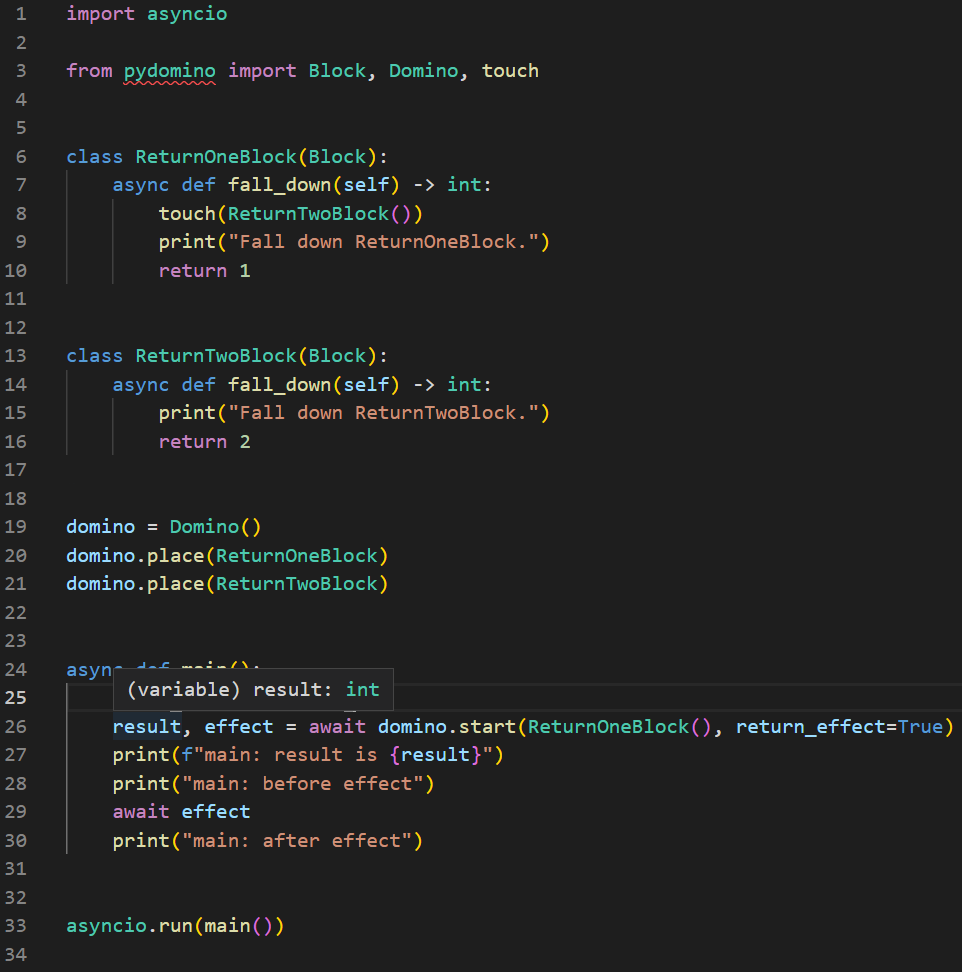 1 import asyncio
2
3 from pydomino import Block, Domino, touch
4
5
6 class ReturnOneBlock(Block):
7     async def fall_down(self) -> int:
8         touch(ReturnTwoBlock())
9         print("Fall down ReturnOneBlock.")
10         return 1
11
12
13 class ReturnTwoBlock(Block):
14     async def fall_down(self) -> int:
15         print("Fall down ReturnTwoBlock.")
16         return 2
17
18
19 domino = Domino()
20 domino.place(ReturnOneBlock)
21 domino.place(ReturnTwoBlock)
22
23
24 async def main():
25     (variable) result: int
26     result, effect = await domino.start(ReturnOneBlock(), return_effect=True)
27     print(f"main: result is {result}")
28     print("main: before effect")
29     await effect
30     print("main: after effect")
31
32
33 asyncio.run(main())
34